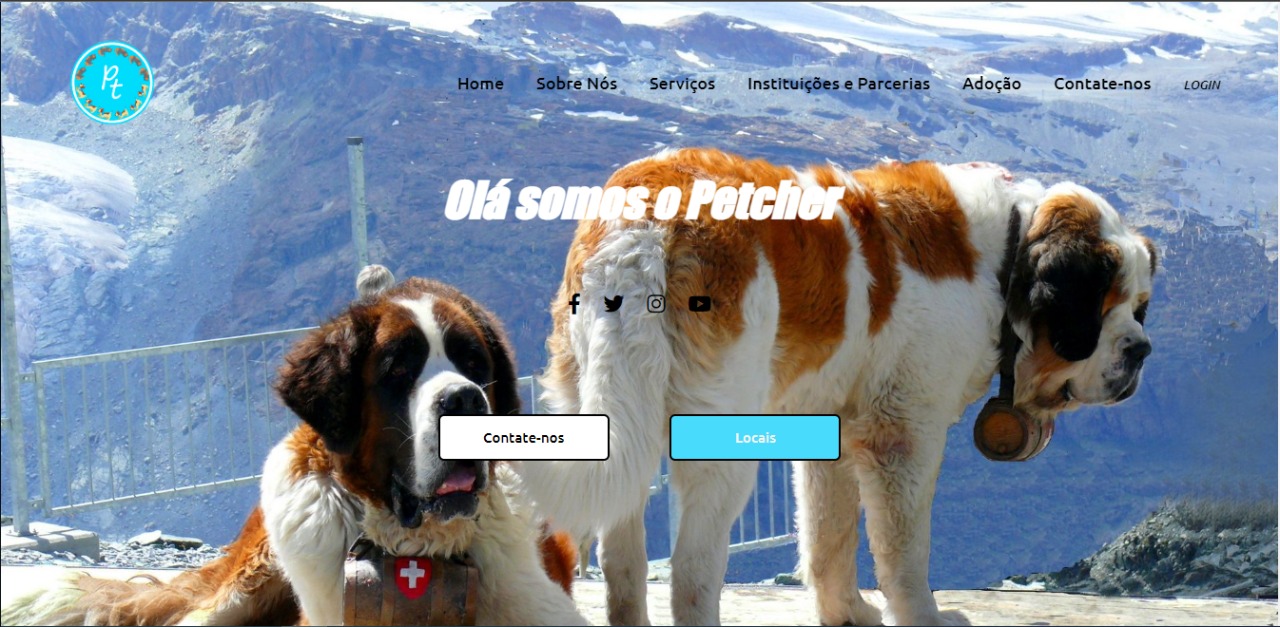 Pt
Home Sobre Nós Serviços Instituições e Parcerias Adoção Contate-nos LOGIN
Olá somos o Petcher
Contate-nos Locais